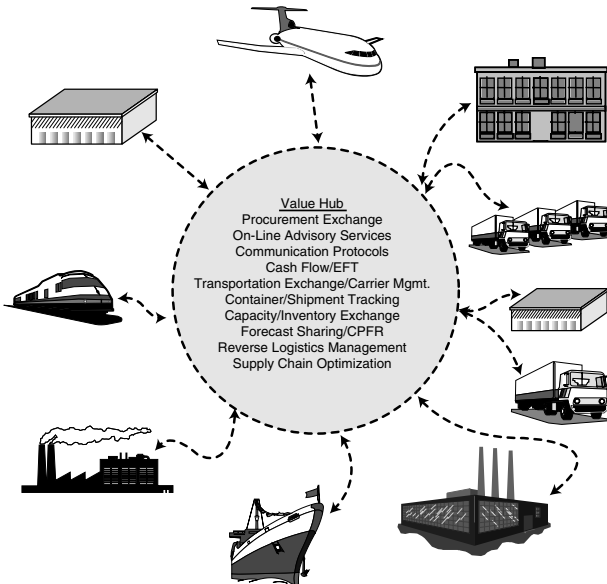 Value Hub
Procurement Exchange
On-Line Advisory Services
Communication Protocols
Cash Flow/EFT
Transportation Exchange/Carrier Mgmt.
Container/Shipment Tracking
Capacity/Inventory Exchange
Forecast Sharing/CPFR
Reverse Logistics Management
Supply Chain Optimization